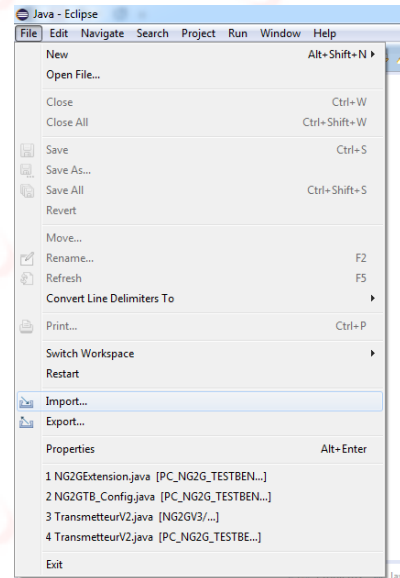 Java - Eclipse
File Edit Navigate Search Project Run Window Help
New Alt+Shift+N
Open File...
Close Ctrl+W
Close All Ctrl+Shift+W
Save Ctrl+S
Save As...
Save All Ctrl+Shift+S
Revert
Move...
Rename... F2
Refresh F5
Convert Line Delimiters To
Print... Ctrl+P
Switch Workspace
Restart
Import...
Export...
Properties Alt+Enter
1 NG2GExtension.java [PC_NG2G_TESTBEN...]
2 NG2GTB_Config.java [PC_NG2G_TESTBEN...]
3 TransmetteurV2.java [NG2GV3/...]
4 TransmetteurV2.java [PC_NG2G_TESTBE...]
Exit